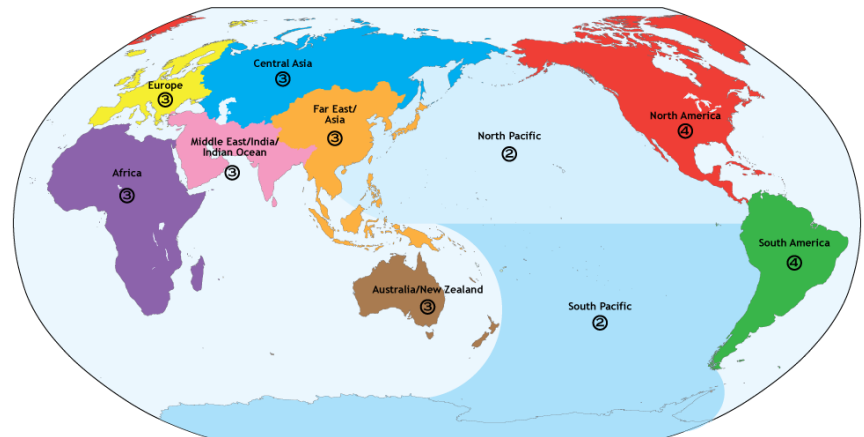 Central Asia
③
Europe
③
Far East/
Asia
③
North America
④
North Pacific
②
Middle East/India/
Indian Ocean
③
Africa
③
South America
④
Australia/New Zealand
③
South Pacific
②